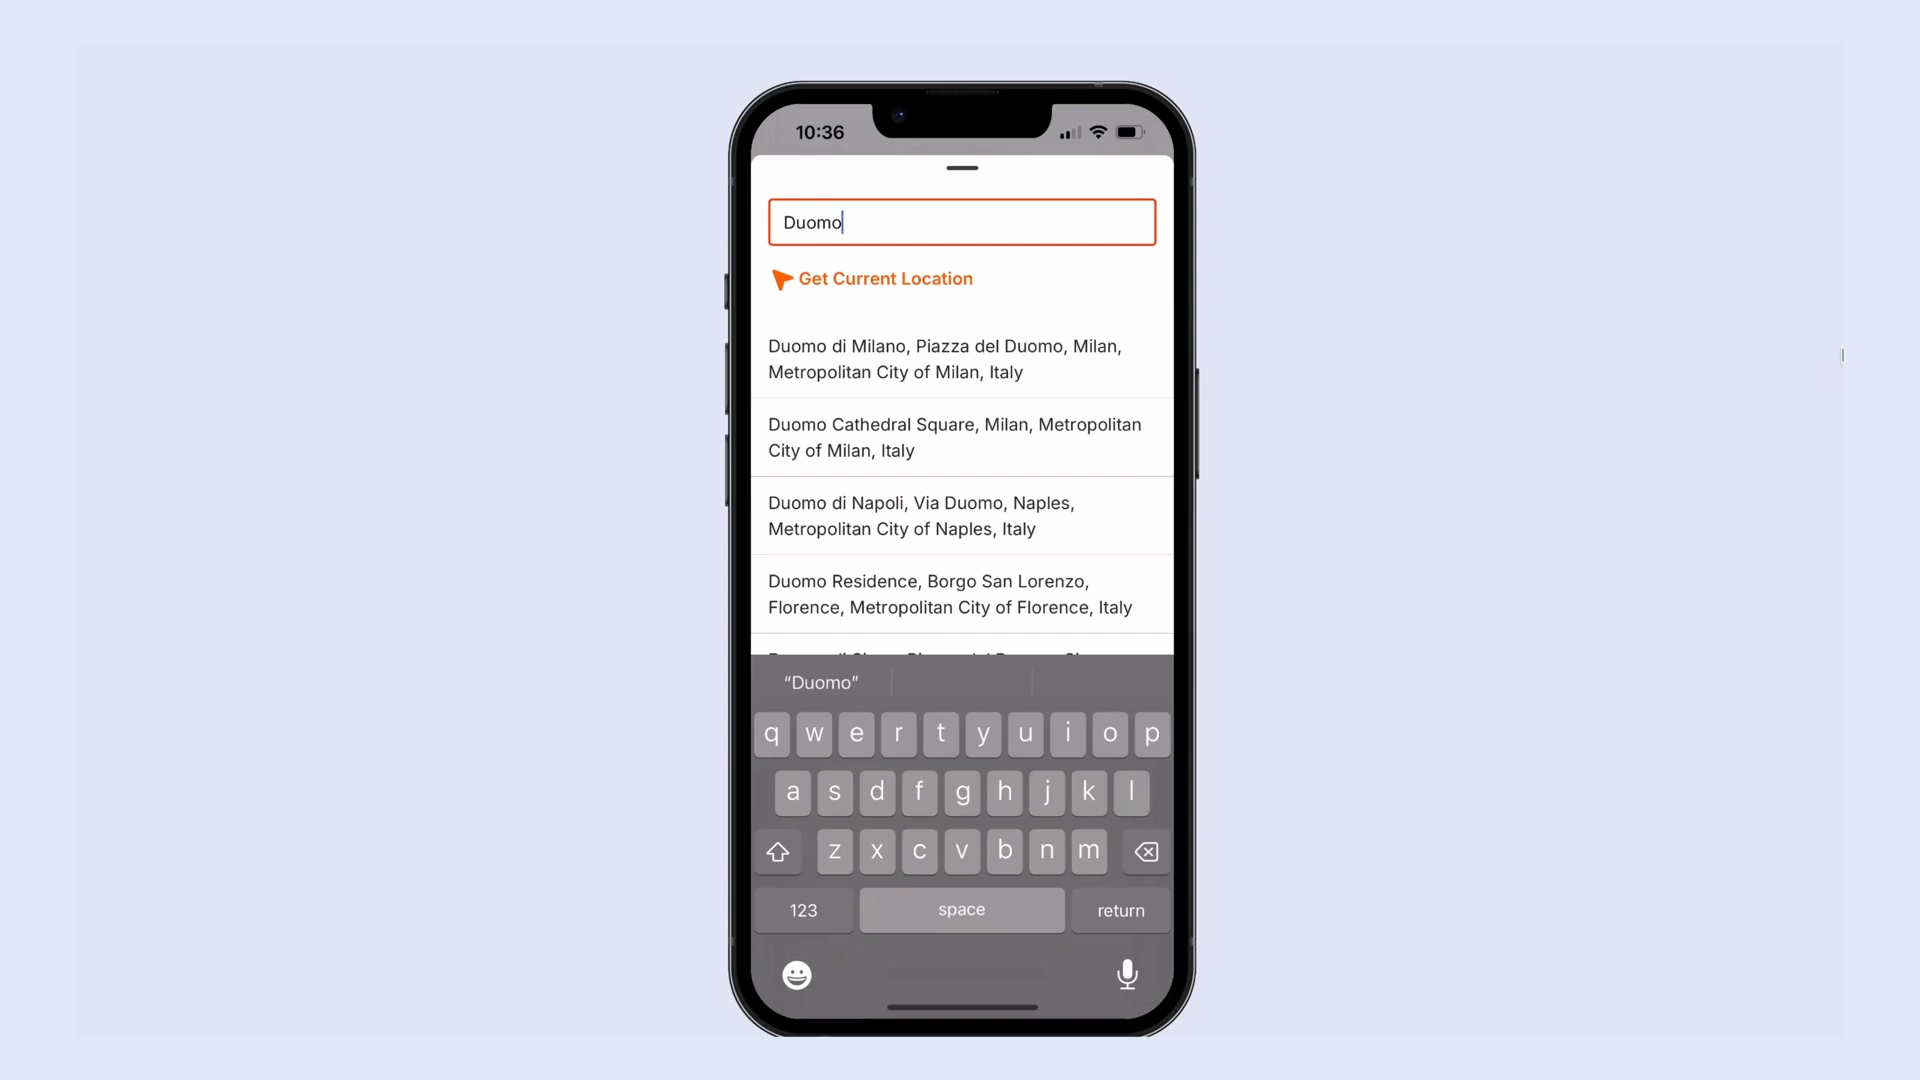 10:36
Duomo
Get Current Location
Duomo di Milano, Piazza del Duomo, Milan,
Metropolitan City of Milan, Italy
Duomo Cathedral Square, Milan, Metropolitan
City of Milan, Italy
Duomo di Napoli, Via Duomo, Naples,
Metropolitan City of Naples, Italy
Duomo Residence, Borgo San Lorenzo,
Florence, Metropolitan City of Florence, Italy
“Duomo”
q w e r t y u i o p
a s d f g h j k l
z x c v b n m
123 space return